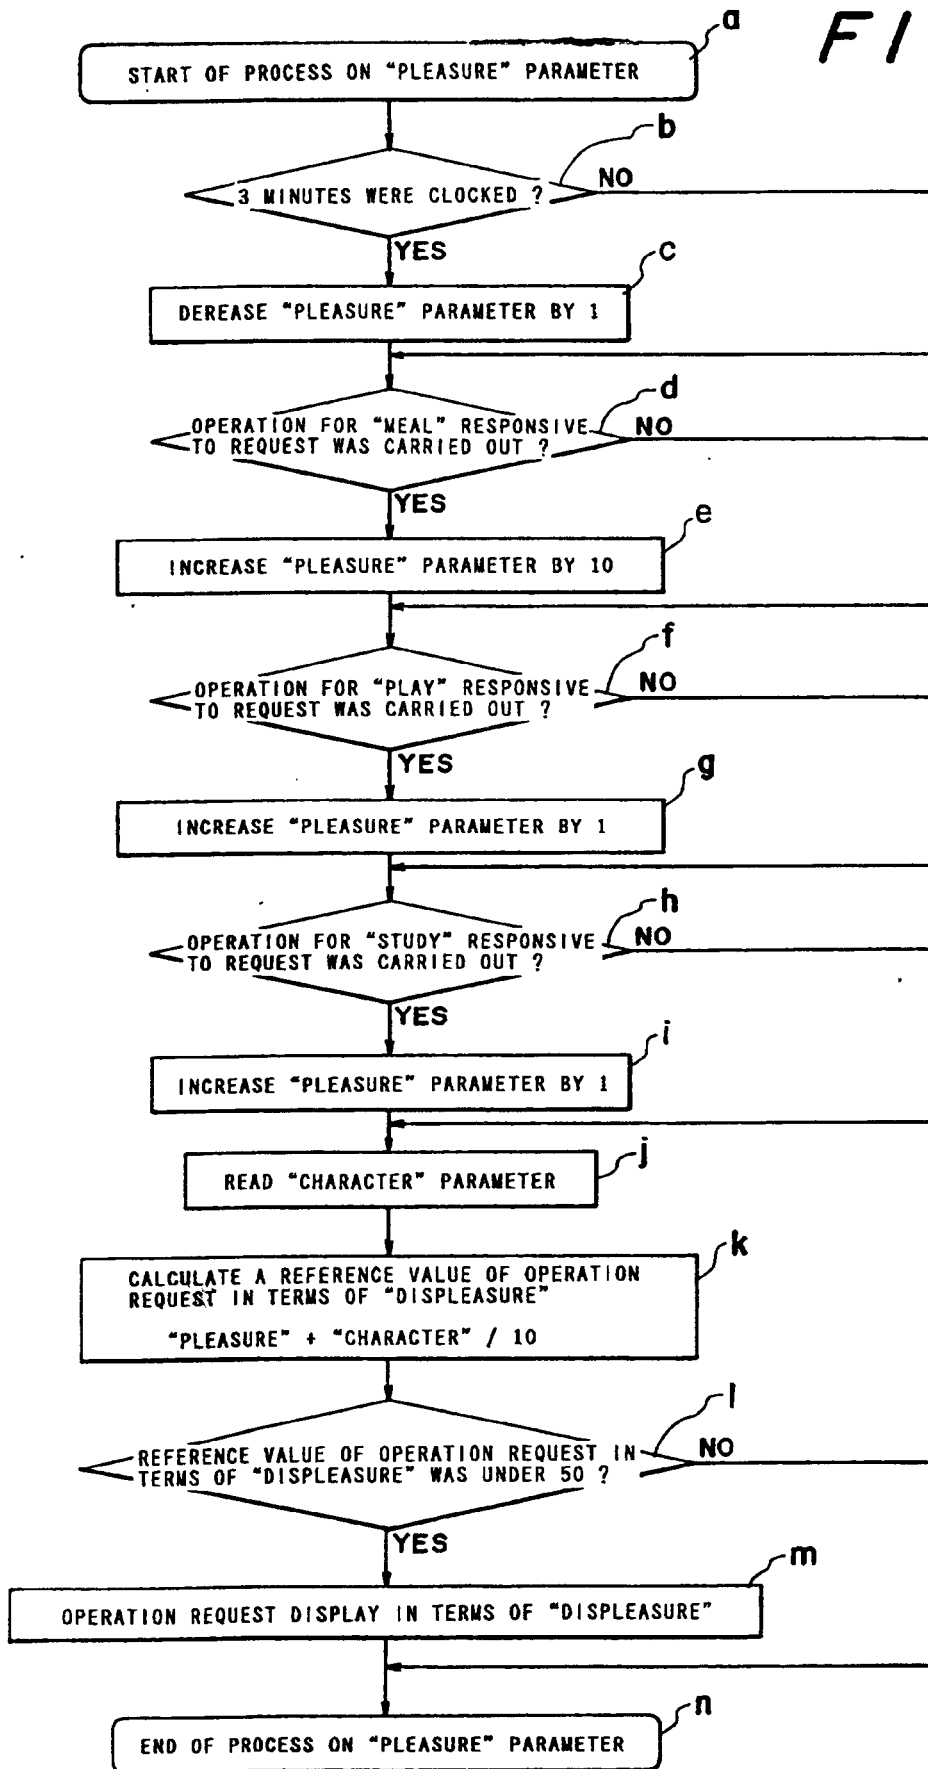 FI
a
START OF PROCESS ON "PLEASURE" PARAMETER
b
3 MINUTES WERE CLOCKED ?
NO
YES
c
DEREASE "PLEASURE" PARAMETER BY 1
d
OPERATION FOR "MEAL" RESPONSIVE
TO REQUEST WAS CARRIED OUT ?
NO
YES
e
INCREASE "PLEASURE" PARAMETER BY 10
f
OPERATION FOR "PLAY" RESPONSIVE
TO REQUEST WAS CARRIED OUT ?
NO
YES
g
INCREASE "PLEASURE" PARAMETER BY 1
h
OPERATION FOR "STUDY" RESPONSIVE
TO REQUEST WAS CARRIED OUT ?
NO
YES
i
INCREASE "PLEASURE" PARAMETER BY 1
j
READ "CHARACTER" PARAMETER
k
CALCULATE A REFERENCE VALUE OF OPERATION
REQUEST IN TERMS OF "DISPLEASURE"
"PLEASURE" + "CHARACTER" / 10
l
REFERENCE VALUE OF OPERATION REQUEST IN
TERMS OF "DISPLEASURE" WAS UNDER 50 ?
NO
YES
m
OPERATION REQUEST DISPLAY IN TERMS OF "DISPLEASURE"
n
END OF PROCESS ON "PLEASURE" PARAMETER